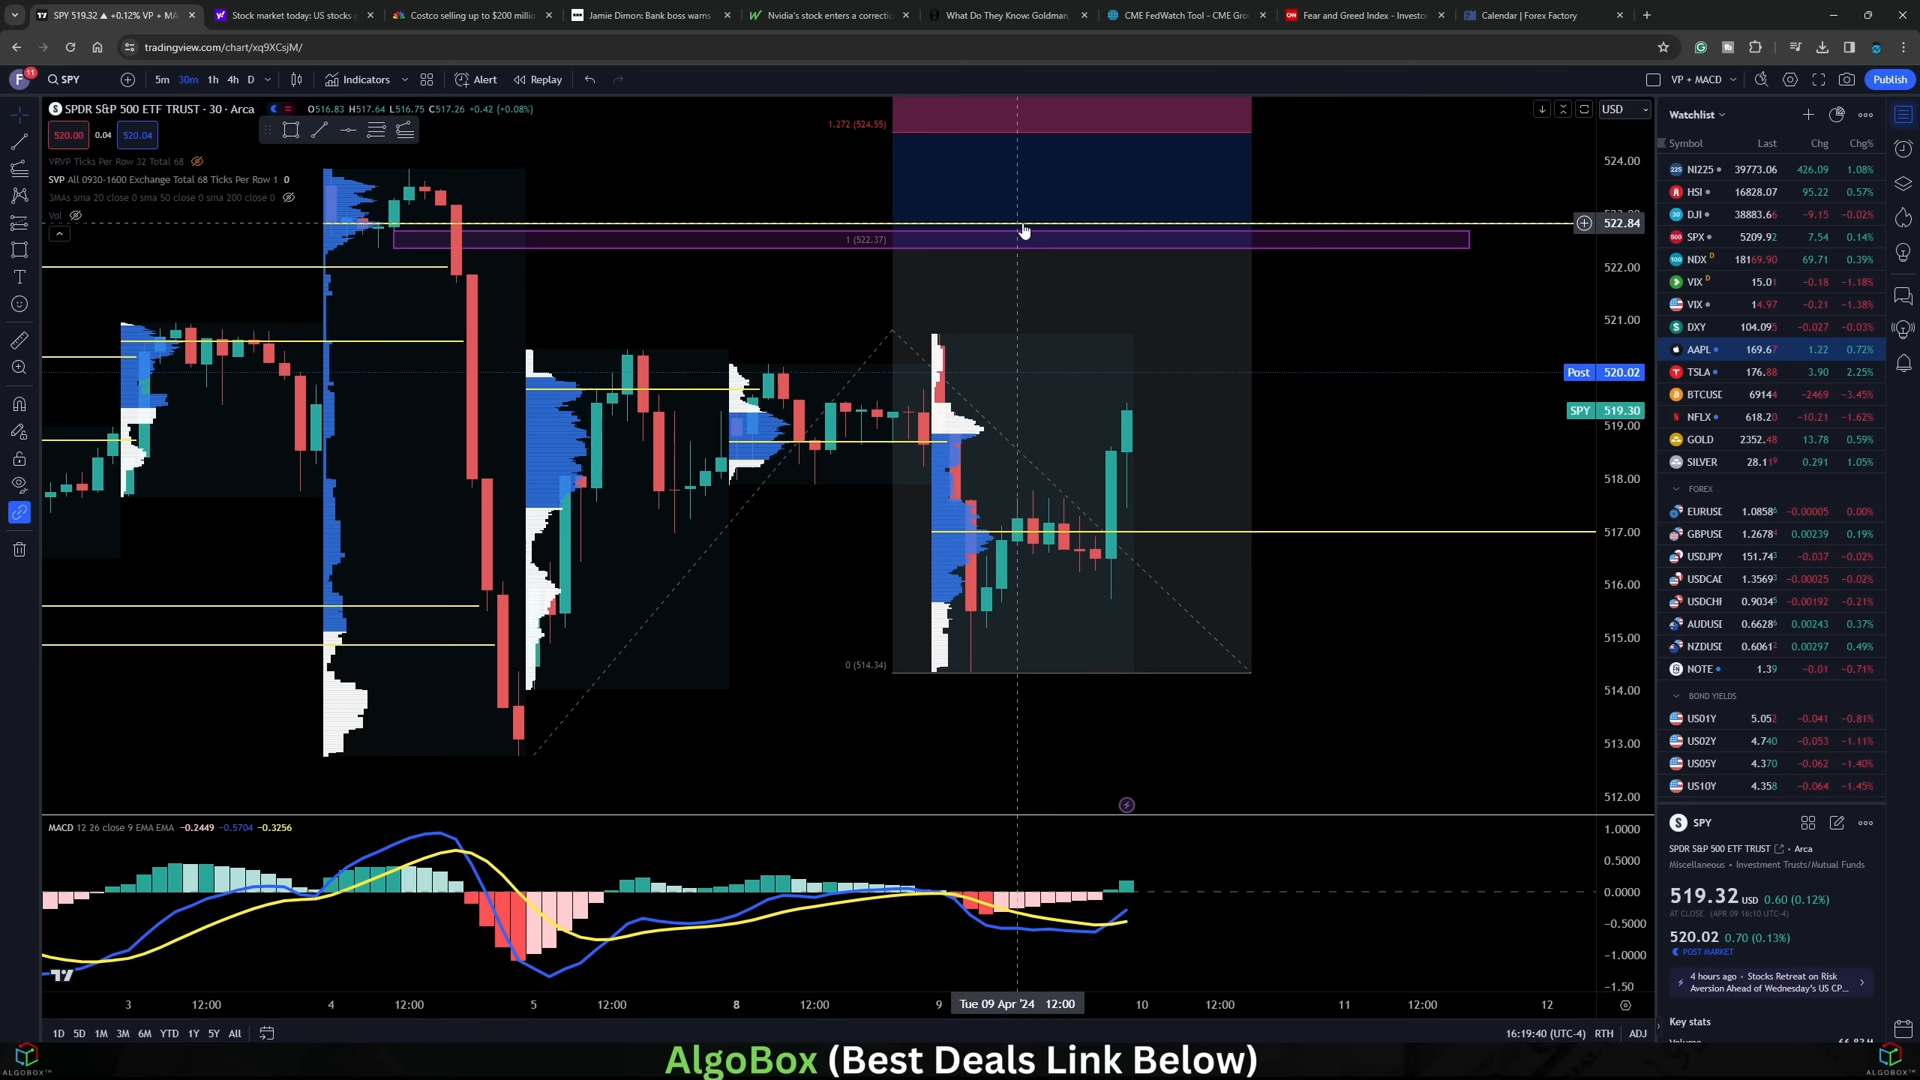 SPY 519.32 ▲ +0.12% VP + MA
Stock market today: US stocks
Costco selling up to $200 millio
Jamie Dimon: Bank boss warns
Nvidia's stock enters a correcti
What Do They Know: Goldman,
CME FedWatch Tool - CME Gro
Fear and Greed Index - Investo
Calendar | Forex Factory
tradingview.com/chart/xq9XCsjM/
F 11 SPY 5m 30m 1h 4h D Indicators Alert Replay VP + MACD Publish
SPDR S&P 500 ETF TRUST · 30 · Arca O516.83 H517.64 L516.75 C517.26 +0.42 (+0.08%)
520.00 0.04 520.04
VRVP Ticks Per Row 32 Total 68
SVP All 0930-1600 Exchange Total 68 Ticks Per Row 1 0
3MAs sma 20 close 0 sma 50 close 0 sma 200 close 0
Vol
1.272 (524.55)
1 (522.37)
0 (514.34)
USD
524.00
522.84
522.00
521.00
Post 520.02
SPY 519.30
519.00
518.00
517.00
516.00
515.00
514.00
513.00
512.00
MACD 12 26 close 9 EMA EMA −0.2449 −0.5704 −0.3256
1.0000
0.5000
0.0000
−0.5000
−1.0000
−1.50
3 12:00 4 12:00 5 12:00 8 12:00 9 Tue 09 Apr '24 12:00 10 12:00 11 12:00 12
1D 5D 1M 3M 6M YTD 1Y 5Y All
16:19:40 (UTC-4) RTH ADJ
Watchlist
Symbol Last Chg Chg%
NI225 39773.06 426.09 1.08%
HSI 16828.07 95.22 0.57%
DJI 38883.66 −9.15 −0.02%
SPX 5209.92 7.54 0.14%
NDX D 18169.90 69.71 0.39%
VIX D 15.01 −0.18 −1.18%
VIX 14.97 −0.21 −1.38%
DXY 104.095 −0.027 −0.03%
AAPL 169.67 1.22 0.72%
TSLA 176.88 3.90 2.25%
BTCUSD 69144 −2469 −3.45%
NFLX 618.20 −10.21 −1.62%
GOLD 2352.48 13.78 0.59%
SILVER 28.119 0.291 1.05%
FOREX
EURUSD 1.08586 −0.00005 0.00%
GBPUSD 1.26784 0.00239 0.19%
USDJPY 151.743 −0.037 −0.02%
USDCAD 1.35693 −0.00025 −0.02%
USDCHF 0.90345 −0.00192 −0.21%
AUDUSD 0.66286 0.00243 0.37%
NZDUSD 0.60612 0.00297 0.49%
NOTE 1.39 −0.01 −0.71%
BOND YIELDS
US01Y 5.052 −0.041 −0.81%
US02Y 4.740 −0.053 −1.11%
US05Y 4.370 −0.062 −1.40%
US10Y 4.358 −0.064 −1.45%
SPY
SPDR S&P 500 ETF TRUST · Arca
Miscellaneous • Investment Trusts/Mutual Funds
519.32 USD 0.60 (0.12%)
AT CLOSE (APR 09 16:10 UTC-4)
520.02 0.70 (0.13%)
POST MARKET
4 hours ago • Stocks Retreat on Risk
Aversion Ahead of Wednesday's US CP...
Key stats
AlgoBox (Best Deals Link Below)
ALGOBOX™
ALGOBOX™